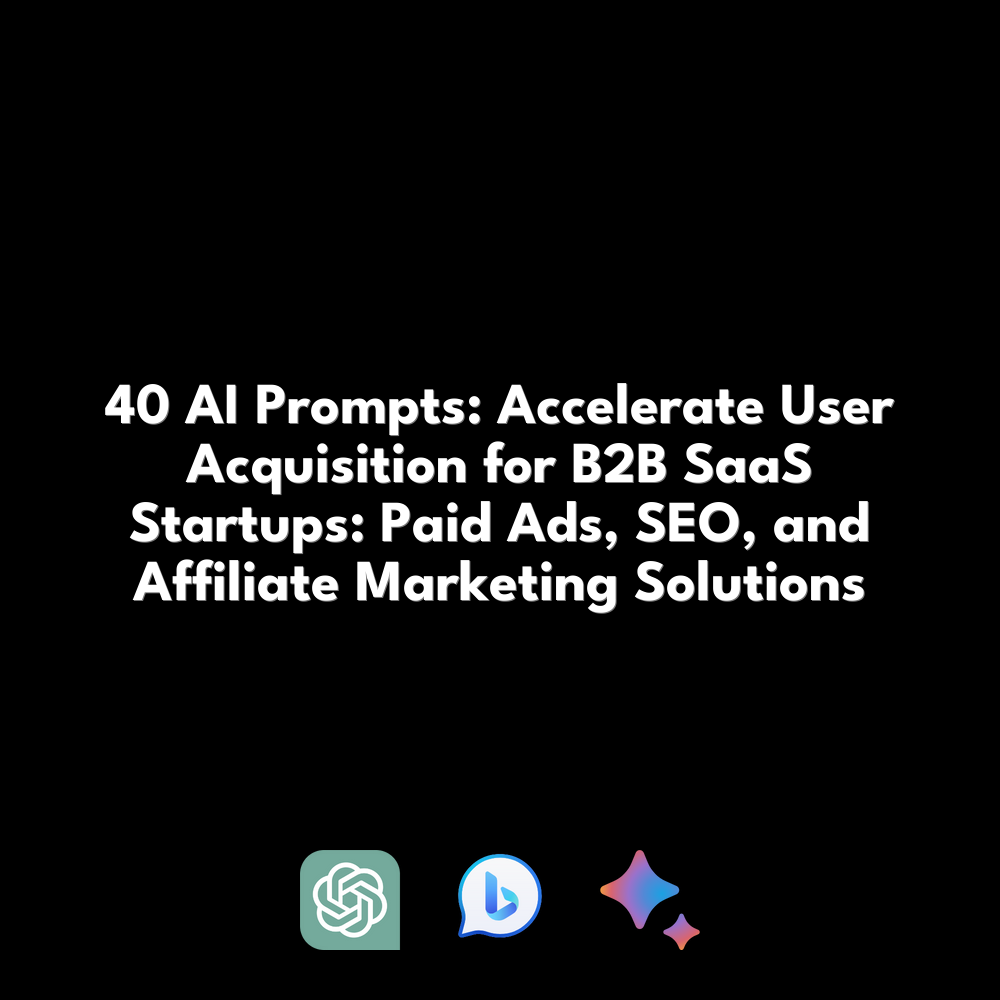 40 AI Prompts: Accelerate User
Acquisition for B2B SaaS
Startups: Paid Ads, SEO, and
Affiliate Marketing Solutions